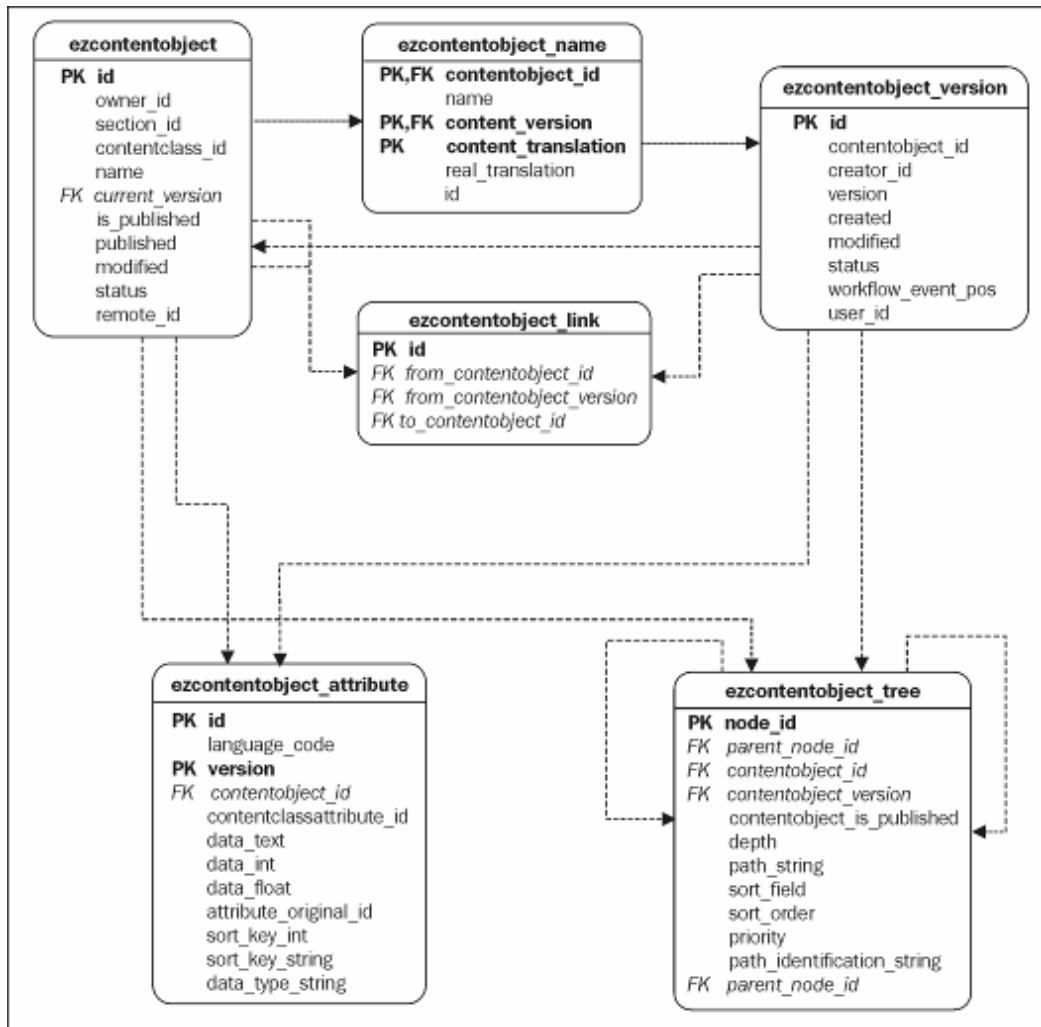 ezcontentobject
PK id
owner_id
section_id
contentclass_id
name
FK current_version
is_published
published
modified
status
remote_id
ezcontentobject_name
PK,FK contentobject_id
name
PK,FK content_version
PK content_translation
real_translation
id
ezcontentobject_version
PK id
contentobject_id
creator_id
version
created
modified
status
workflow_event_pos
user_id
ezcontentobject_link
PK id
FK from_contentobject_id
FK from_contentobject_version
FK to_contentobject_id
ezcontentobject_attribute
PK id
language_code
PK version
FK contentobject_id
contentclassattribute_id
data_text
data_int
data_float
attribute_original_id
sort_key_int
sort_key_string
data_type_string
ezcontentobject_tree
PK node_id
FK parent_node_id
FK contentobject_id
FK contentobject_version
contentobject_is_published
depth
path_string
sort_field
sort_order
priority
path_identification_string
FK parent_node_id